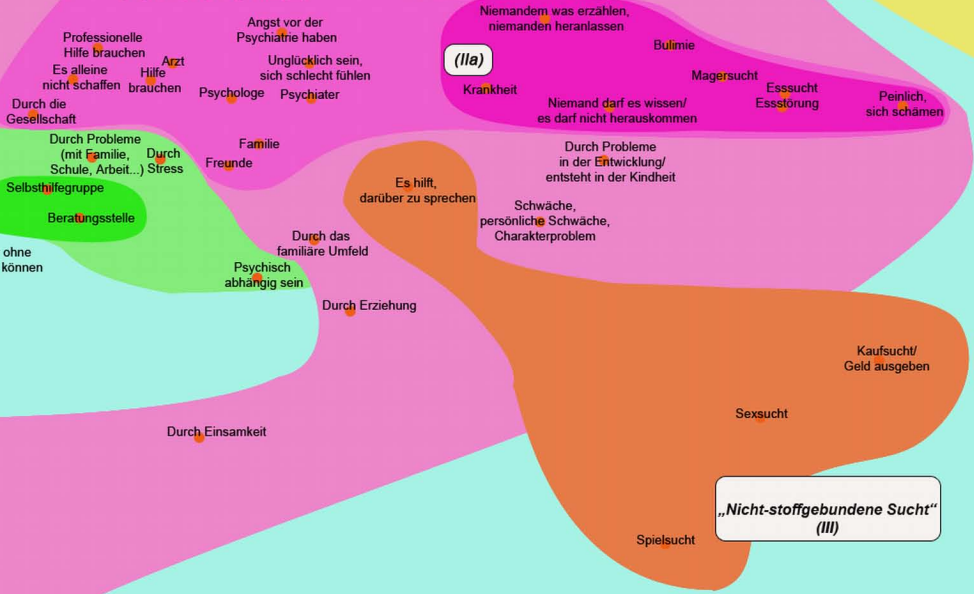 Niemandem was erzählen,
niemanden heranlassen
Angst vor der
Psychiatrie haben
Professionelle
Hilfe brauchen
Bulimie
(IIa)
Arzt
Unglücklich sein,
sich schlecht fühlen
Es alleine
nicht schaffen
Hilfe
brauchen
Magersucht
Krankheit
Esssucht
Essstörung
Psychologe
Psychiater
Niemand darf es wissen/
es darf nicht herauskommen
Peinlich,
sich schämen
Durch die
Gesellschaft
Durch Probleme
(mit Familie,
Schule, Arbeit...)
Durch
Stress
Familie
Freunde
Durch Probleme
in der Entwicklung/
entsteht in der Kindheit
Selbsthilfegruppe
Beratungsstelle
Es hilft,
darüber zu sprechen
Schwäche,
persönliche Schwäche,
Charakterproblem
Durch das
familiäre Umfeld
ohne
können
Psychisch
abhängig sein
Durch Erziehung
Kaufsucht/
Geld ausgeben
Sexsucht
Durch Einsamkeit
„Nicht-stoffgebundene Sucht“
(III)
Spielsucht